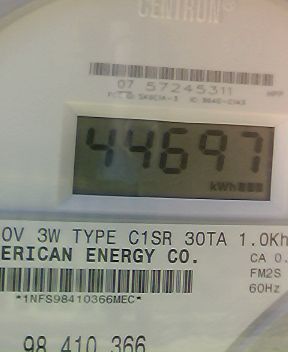 CENTRON®
07 57245311
44697
kWh
0V 3W TYPE C1SR 30TA 1.0Kh
ERICAN ENERGY CO.
CA 0.
FM2S
60Hz
*1NFS98410366MEC*
98 410 366